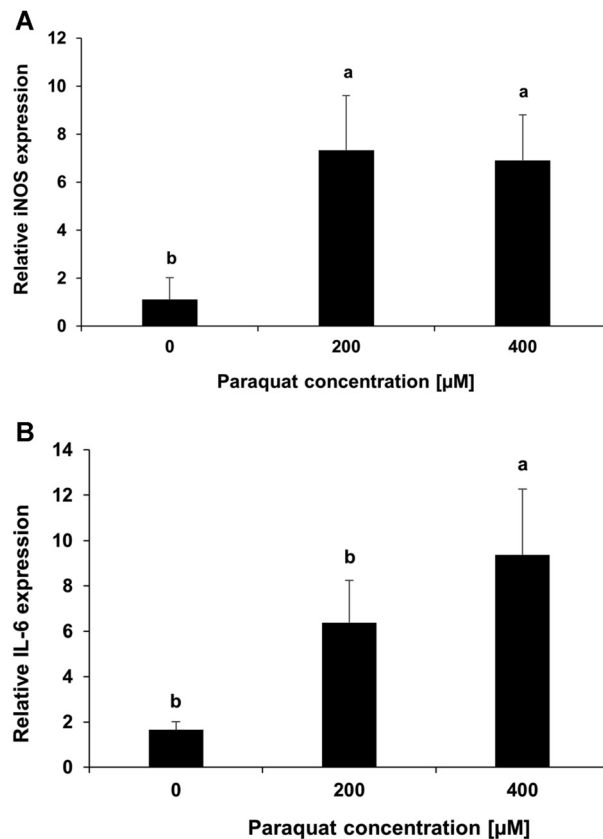 A
Relative iNOS expression
12
10
8
6
4
2
0
b
a
a
0 200 400
Paraquat concentration [µM]
B
Relative IL-6 expression
14
12
10
8
6
4
2
0
b
b
a
0 200 400
Paraquat concentration [µM]